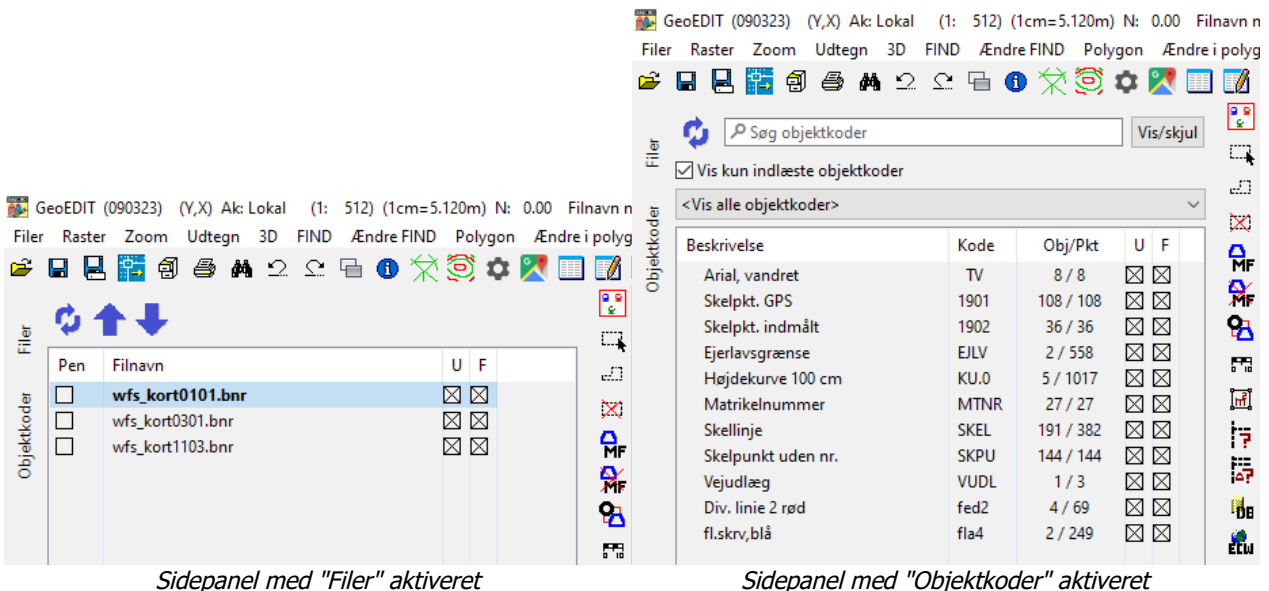 GeoEDIT (090323) (Y,X) Ak: Lokal (1: 512) (1cm=5.120m) N: 0.00 Filnavn n
Filer Raster Zoom Udtegn 3D FIND Ændre FIND Polygon Ændre i polyg
Filer
Objektkoder
Pen Filnavn U F
wfs_kort0101.bnr
wfs_kort0301.bnr
wfs_kort1103.bnr
MF
MF
Sidepanel med "Filer" aktiveret
GeoEDIT (090323) (Y,X) Ak: Lokal (1: 512) (1cm=5.120m) N: 0.00 Filnavn n
Filer Raster Zoom Udtegn 3D FIND Ændre FIND Polygon Ændre i polyg
Filer
Objektkoder
Søg objektkoder Vis/skjul
Vis kun indlæste objektkoder
<Vis alle objektkoder>
Beskrivelse Kode Obj/Pkt U F
Arial, vandret TV 8 / 8
Skelpkt. GPS 1901 108 / 108
Skelpkt. indmålt 1902 36 / 36
Ejerlavsgrænse EJLV 2 / 558
Højdekurve 100 cm KU.0 5 / 1017
Matrikelnummer MTNR 27 / 27
Skellinje SKEL 191 / 382
Skelpunkt uden nr. SKPU 144 / 144
Vejudlæg VUDL 1 / 3
Div. linie 2 rød fed2 4 / 69
fl.skrv,blå fla4 2 / 249
MF
MF
DB
ECW
Sidepanel med "Objektkoder" aktiveret